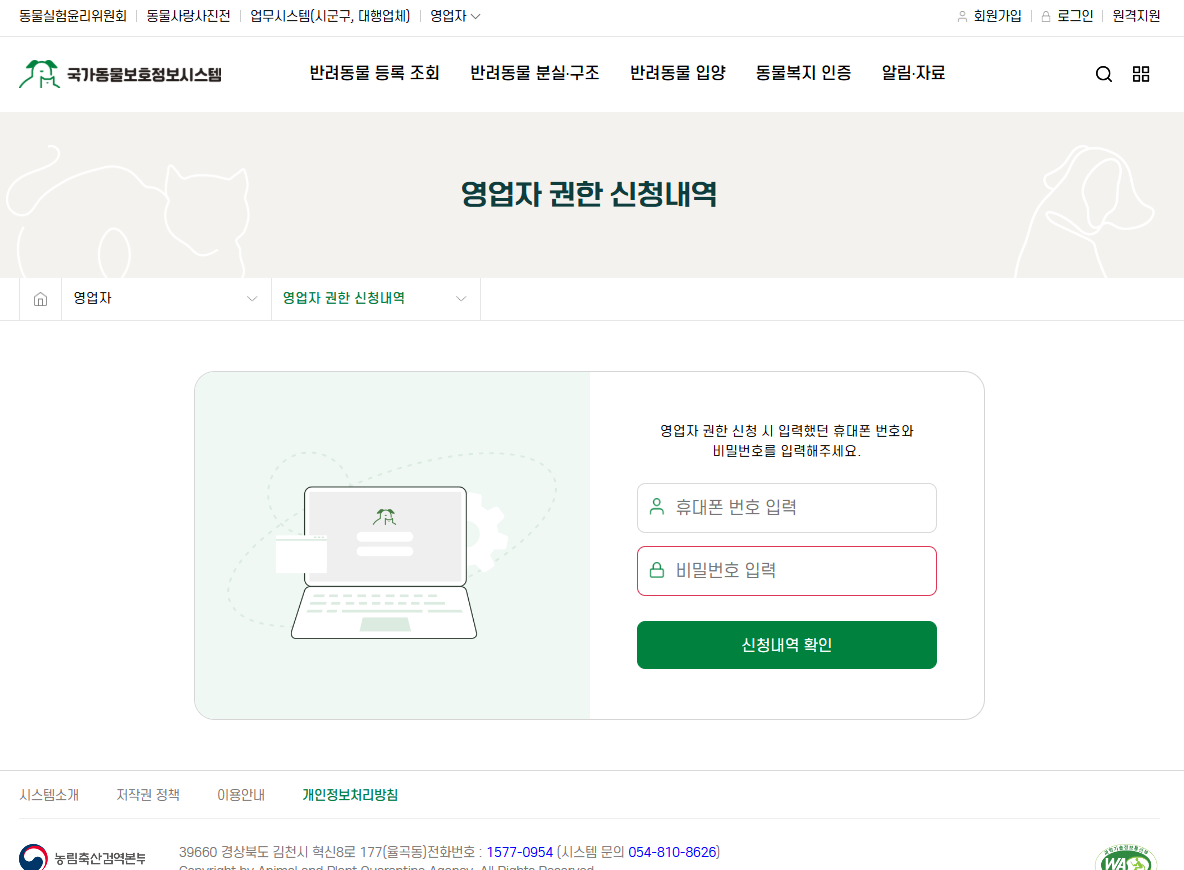 동물실험윤리위원회 동물사랑사진전 업무시스템(시군구, 대행업체) 영업자 회원가입 로그인 원격지원
국가동물보호정보시스템 반려동물 등록 조회 반려동물 분실·구조 반려동물 입양 동물복지 인증 알림·자료
영업자 권한 신청내역
영업자 영업자 권한 신청내역
영업자 권한 신청 시 입력했던 휴대폰 번호와
비밀번호를 입력해주세요.
휴대폰 번호 입력
비밀번호 입력
신청내역 확인
시스템소개 저작권 정책 이용안내 개인정보처리방침
농림축산검역본부 39660 경상북도 김천시 혁신8로 177(율곡동)전화번호 : 1577-0954 (시스템 문의 054-810-8626)
Copyright by Animal and Plant Quarantine Agency. All Rights Reserved.
WA